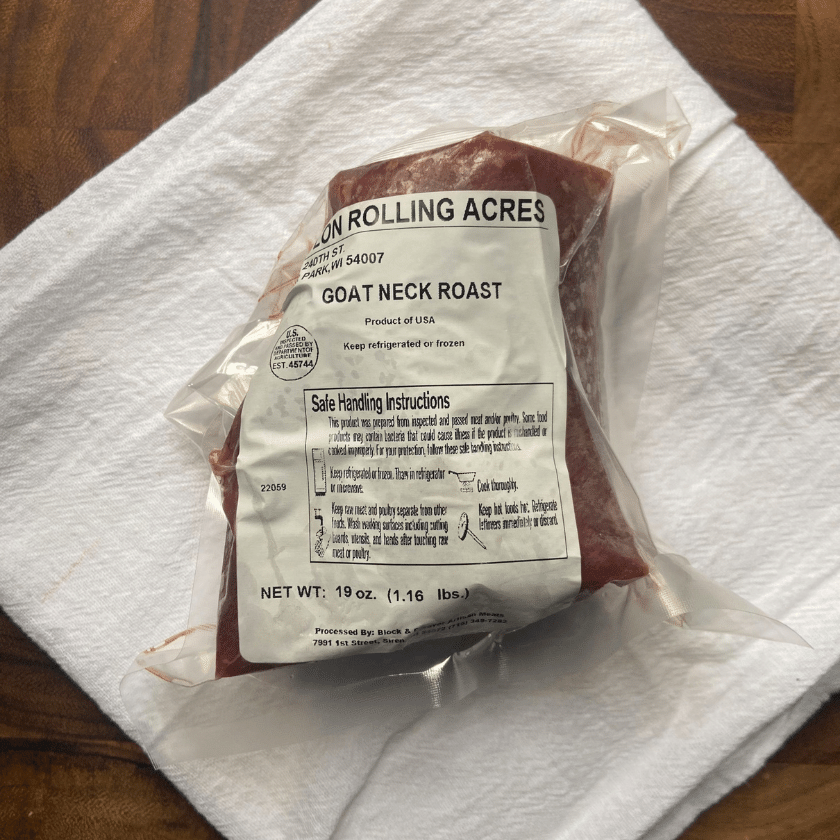 LON ROLLING ACRES
240TH ST.
PARK, WI 54007
GOAT NECK ROAST
Product of USA
Keep refrigerated or frozen
U.S.
INSPECTED
AND PASSED BY
DEPARTMENT OF
AGRICULTURE
EST. 45744
Safe Handling Instructions
This product was prepared from inspected and passed meat and/or poultry. Some food
products may contain bacteria that could cause illness if the product is mishandled or
cooked improperly. For your protection, follow these safe handling instructions.
Keep refrigerated or frozen. Thaw in refrigerator
or microwave.
Cook thoroughly.
Keep raw meat and poultry separate from other
foods. Wash working surfaces including cutting
boards, utensils, and hands after touching raw
meat or poultry.
Keep hot foods hot. Refrigerate
leftovers immediately or discard.
22059
NET WT: 19 oz. (1.16 lbs.)
Processed By: Block & Artisan Meats
7991 1st Street, Siren